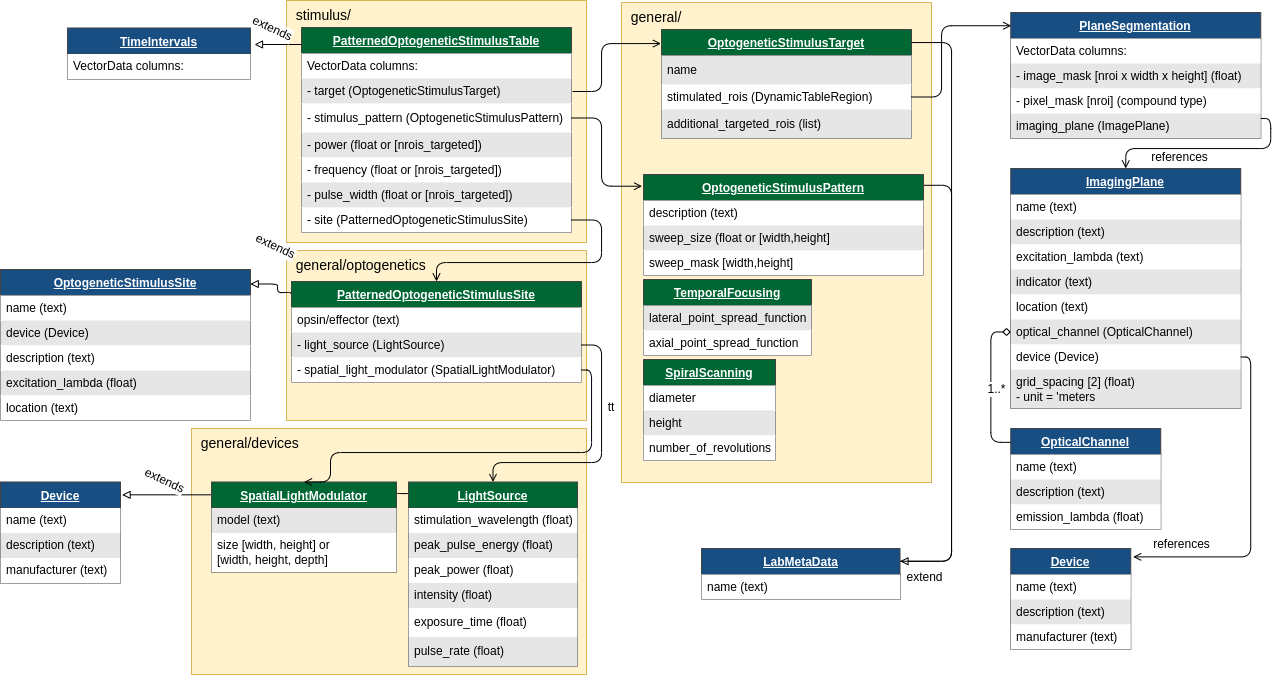 stimulus/
extends
TimeIntervals
VectorData columns:
PatternedOptogeneticStimulusTable
VectorData columns:
- target (OptogeneticStimulusTarget)
- stimulus_pattern (OptogeneticStimulusPattern)
- power (float or [nrois_targeted])
- frequency (float or [nrois_targeted])
- pulse_width (float or [nrois_targeted])
- site (PatternedOptogeneticStimulusSite)
general/
OptogeneticStimulusTarget
name
stimulated_rois (DynamicTableRegion)
additional_targeted_rois (list)
OptogeneticStimulusPattern
description (text)
sweep_size (float or [width,height]
sweep_mask [width,height]
TemporalFocusing
lateral_point_spread_function
axial_point_spread_function
SpiralScanning
diameter
height
number_of_revolutions
PlaneSegmentation
VectorData columns:
- image_mask [nroi x width x height] (float)
- pixel_mask [nroi] (compound type)
imaging_plane (ImagePlane)
references
ImagingPlane
name (text)
description (text)
excitation_lambda (text)
indicator (text)
location (text)
optical_channel (OpticalChannel)
device (Device)
grid_spacing [2] (float)
- unit = 'meters
1..*
OpticalChannel
name (text)
description (text)
emission_lambda (float)
references
Device
name (text)
description (text)
manufacturer (text)
extends
general/optogenetics
OptogeneticStimulusSite
name (text)
device (Device)
description (text)
excitation_lambda (float)
location (text)
PatternedOptogeneticStimulusSite
opsin/effector (text)
- light_source (LightSource)
- spatial_light_modulator (SpatialLightModulator)
tt
general/devices
extends
Device
name (text)
description (text)
manufacturer (text)
SpatialLightModulator
model (text)
size [width, height] or
[width, height, depth]
LightSource
stimulation_wavelength (float)
peak_pulse_energy (float)
peak_power (float)
intensity (float)
exposure_time (float)
pulse_rate (float)
LabMetaData
name (text)
extend